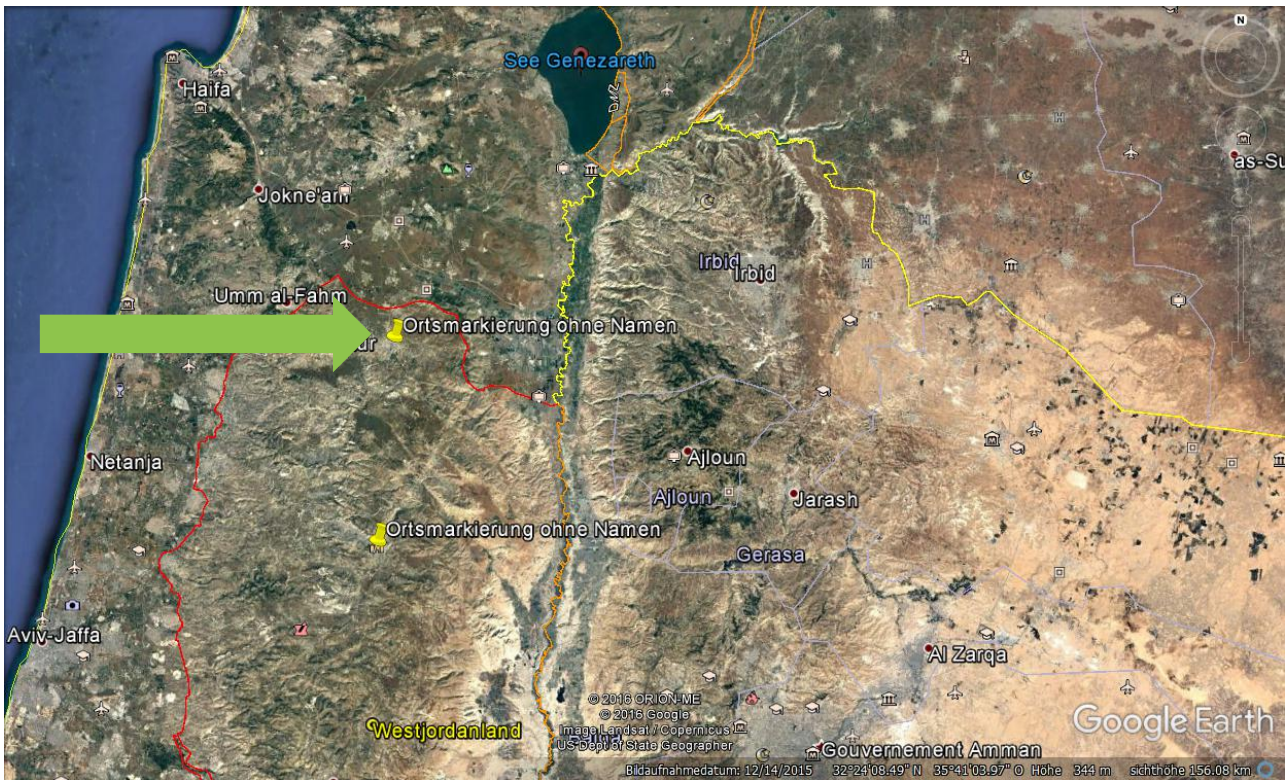 N
See Genezareth
Haifa
as-Su
Jokne'am
Irbid
Irbid
Umm al-Fahm
Ortsmarkierung ohne Namen
ur
Netanja
Ajloun
Ajloun
Jarash
Ortsmarkierung ohne Namen
Gerasa
Aviv-Jaffa
Al Zarqa
© 2016 ORION-ME
© 2016 Google
Image Landsat / Copernicus
US Dept of State Geographer
Westjordanland
Google Earth
Gouvernement Amman
Bildaufnahmedatum: 12/14/2015 32°24'08.49" N 35°41'03.97" O Höhe 344 m sichthöhe 156.08 km